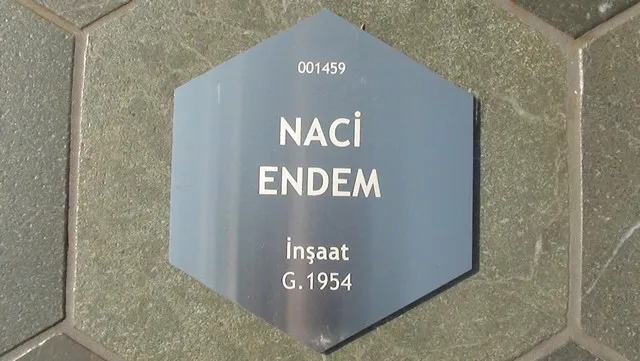 001459
NACİ
ENDEM
İnşaat
G.1954